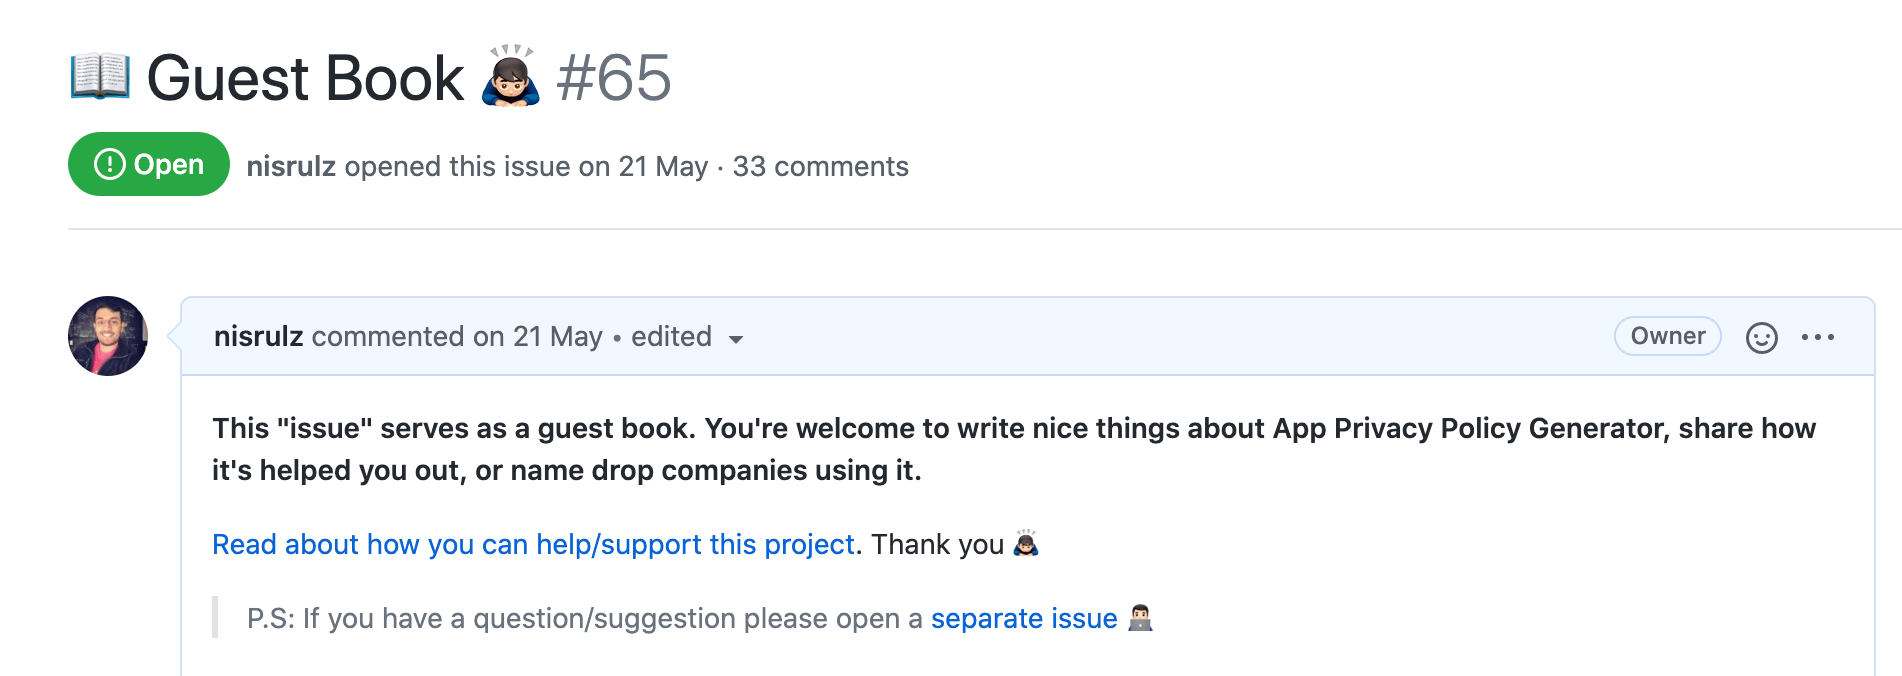 📖 Guest Book 🙇🏻‍♂️ #65
Open nisrulz opened this issue on 21 May · 33 comments
nisrulz commented on 21 May • edited Owner
This "issue" serves as a guest book. You're welcome to write nice things about App Privacy Policy Generator, share how
it's helped you out, or name drop companies using it.
Read about how you can help/support this project. Thank you 🙇🏻‍♂️
P.S: If you have a question/suggestion please open a separate issue 👨🏻‍💻